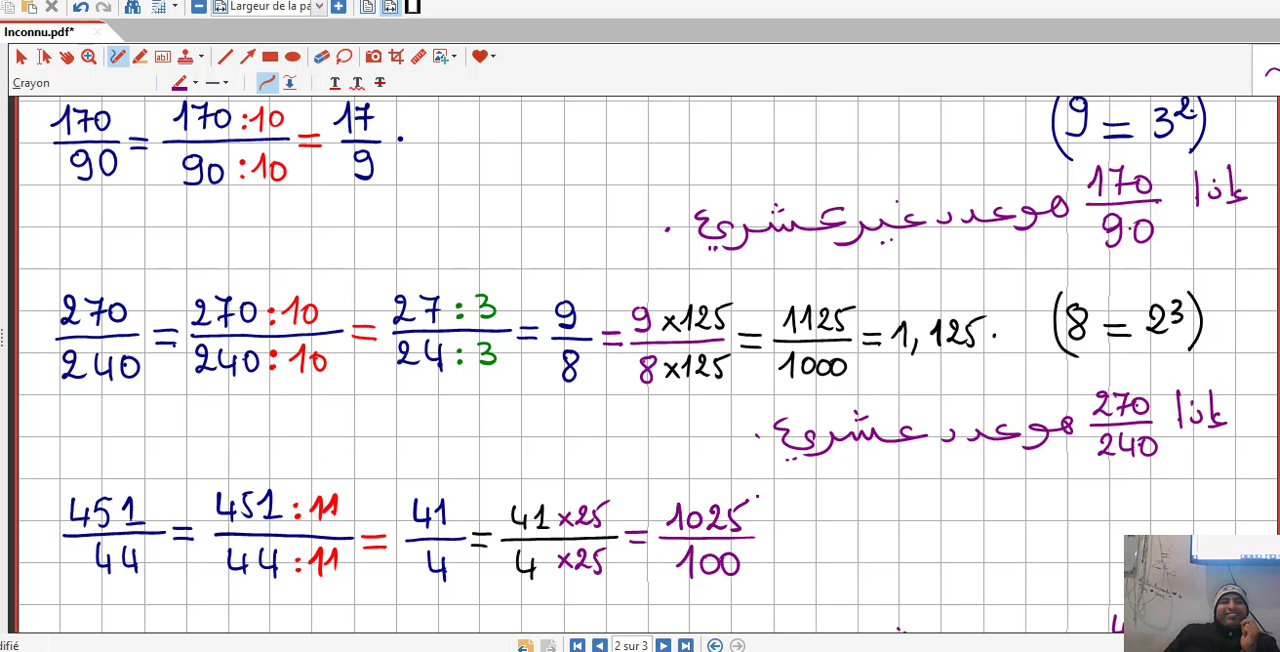 Largeur de la pa
Inconnu.pdf*
Crayon
170/90 = 170:10/90:10 = 17/9 .
(9 = 3²)
إذا 170/90 هو عدد غير عشري .
270/240 = 270:10/240:10 = 27:3/24:3 = 9/8 = 9×125/8×125 = 1125/1000 = 1,125.
(8 = 2³)
إذا 270/240 هو عدد عشري .
451/44 = 451:11/44:11 = 41/4 = 41×25/4×25 = 1025/100
2 sur 3